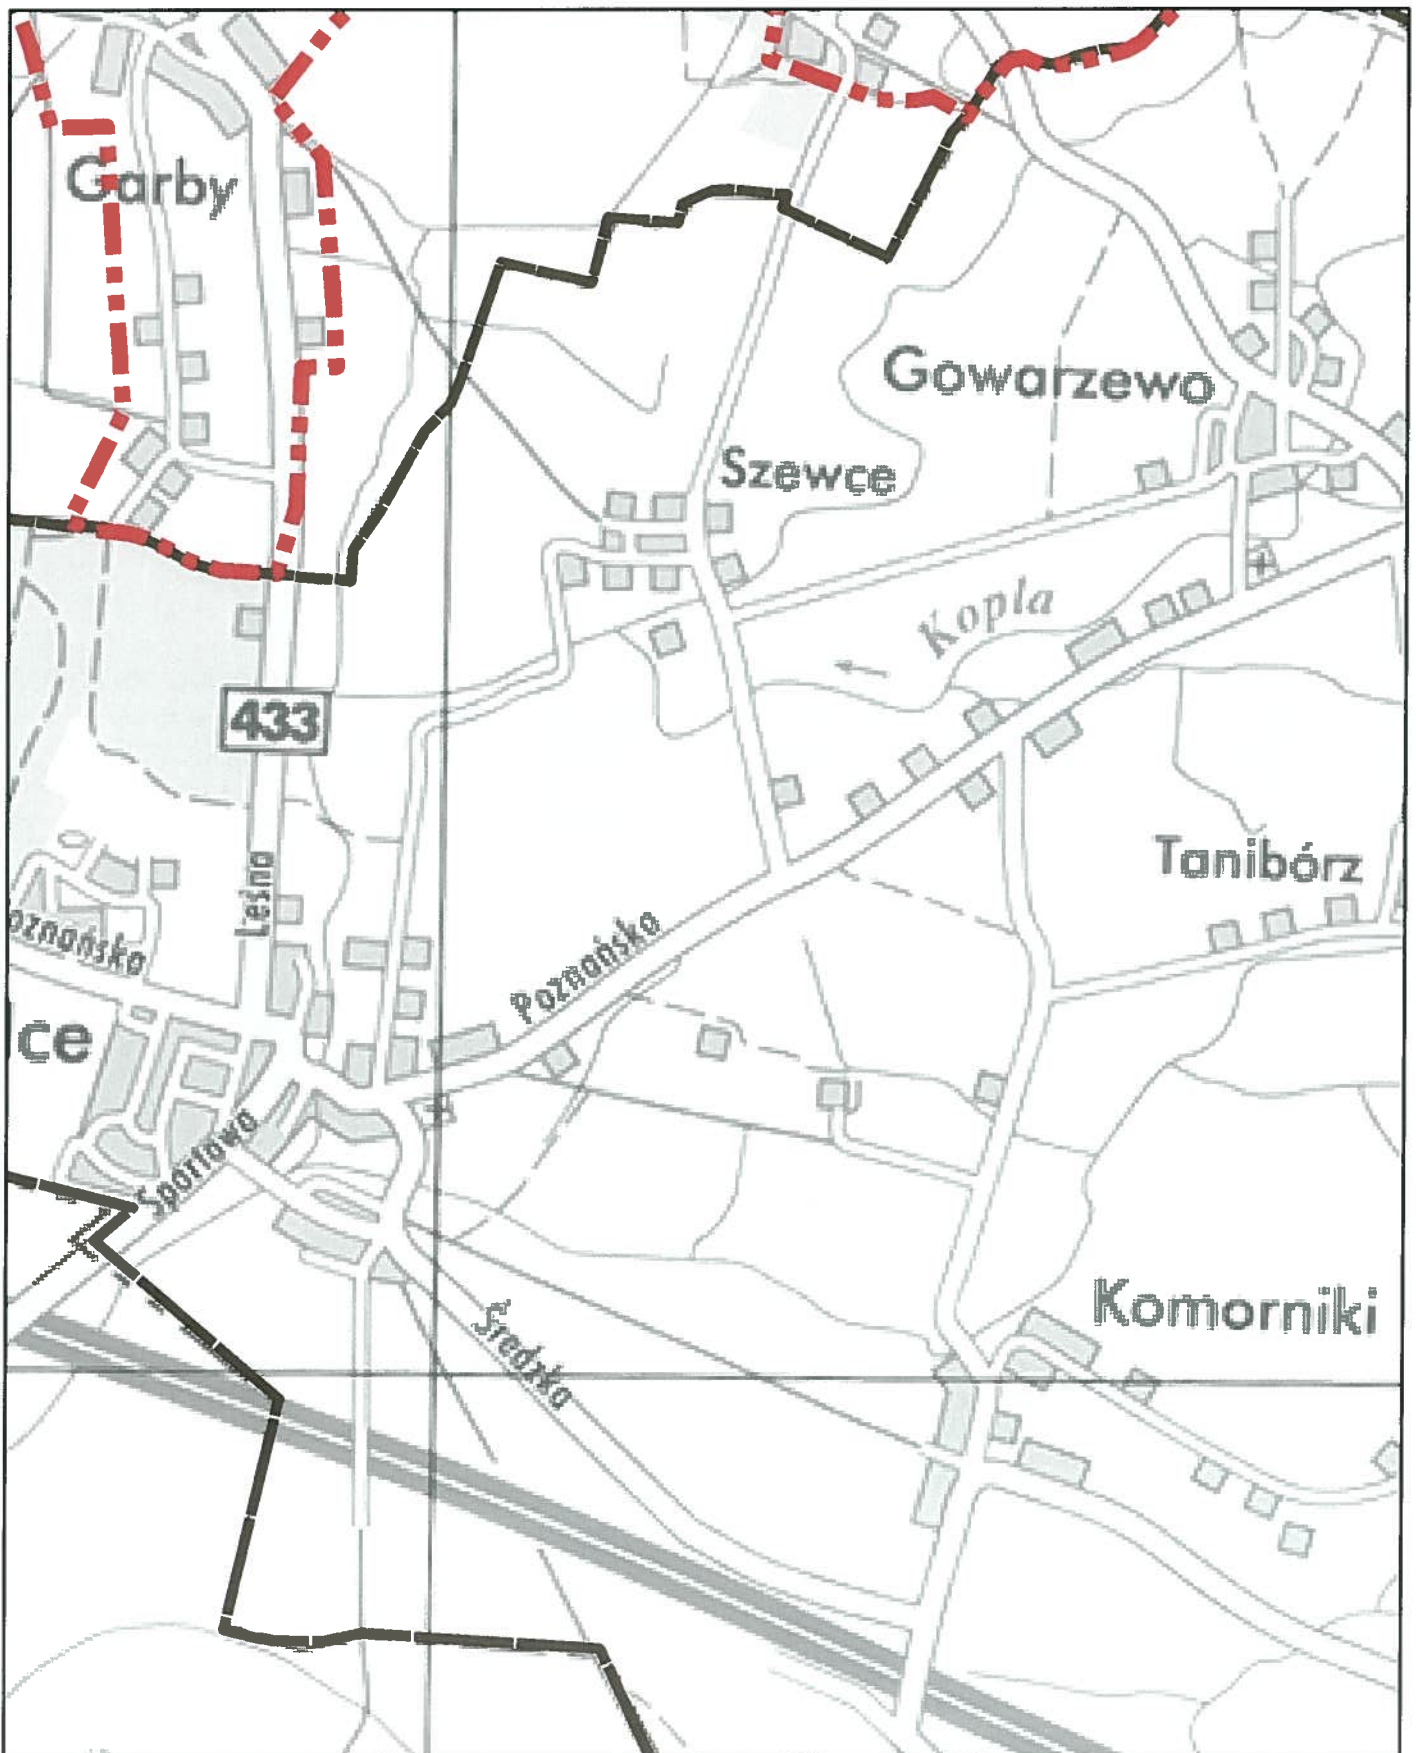 Garby
Gowarzewo
Szewce
Kopla
433
Tanibórz
Leśna
Poznańska
oznańska
ce
Sportowa
Komorniki
Średzka